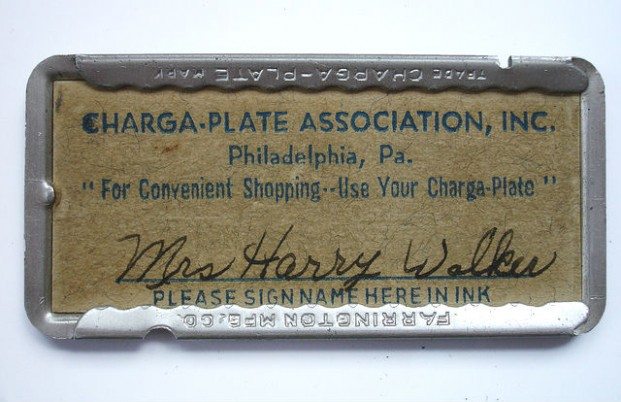 TRADE CHARGA-PLATE MARK
CHARGA-PLATE ASSOCIATION, INC.
Philadelphia, Pa.
"For Convenient Shopping--Use Your Charga-Plate"
Mrs Harry Walker
PLEASE SIGN NAME HERE IN INK
FARRINGTON MFG. CO.